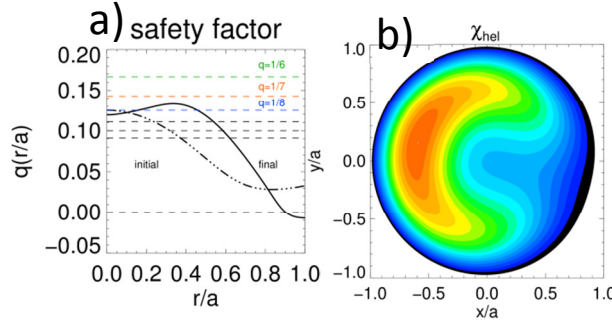 a) safety factor
0.20
0.15
0.10
0.05
0.00
−0.05
q(r/a)
q=1/6
q=1/7
q=1/8
initial
final
0.0 0.2 0.4 0.6 0.8 1.0
r/a
b) χhel
1.0
0.5
0.0
−0.5
−1.0
y/a
−1.0 −0.5 0.0 0.5 1.0
x/a